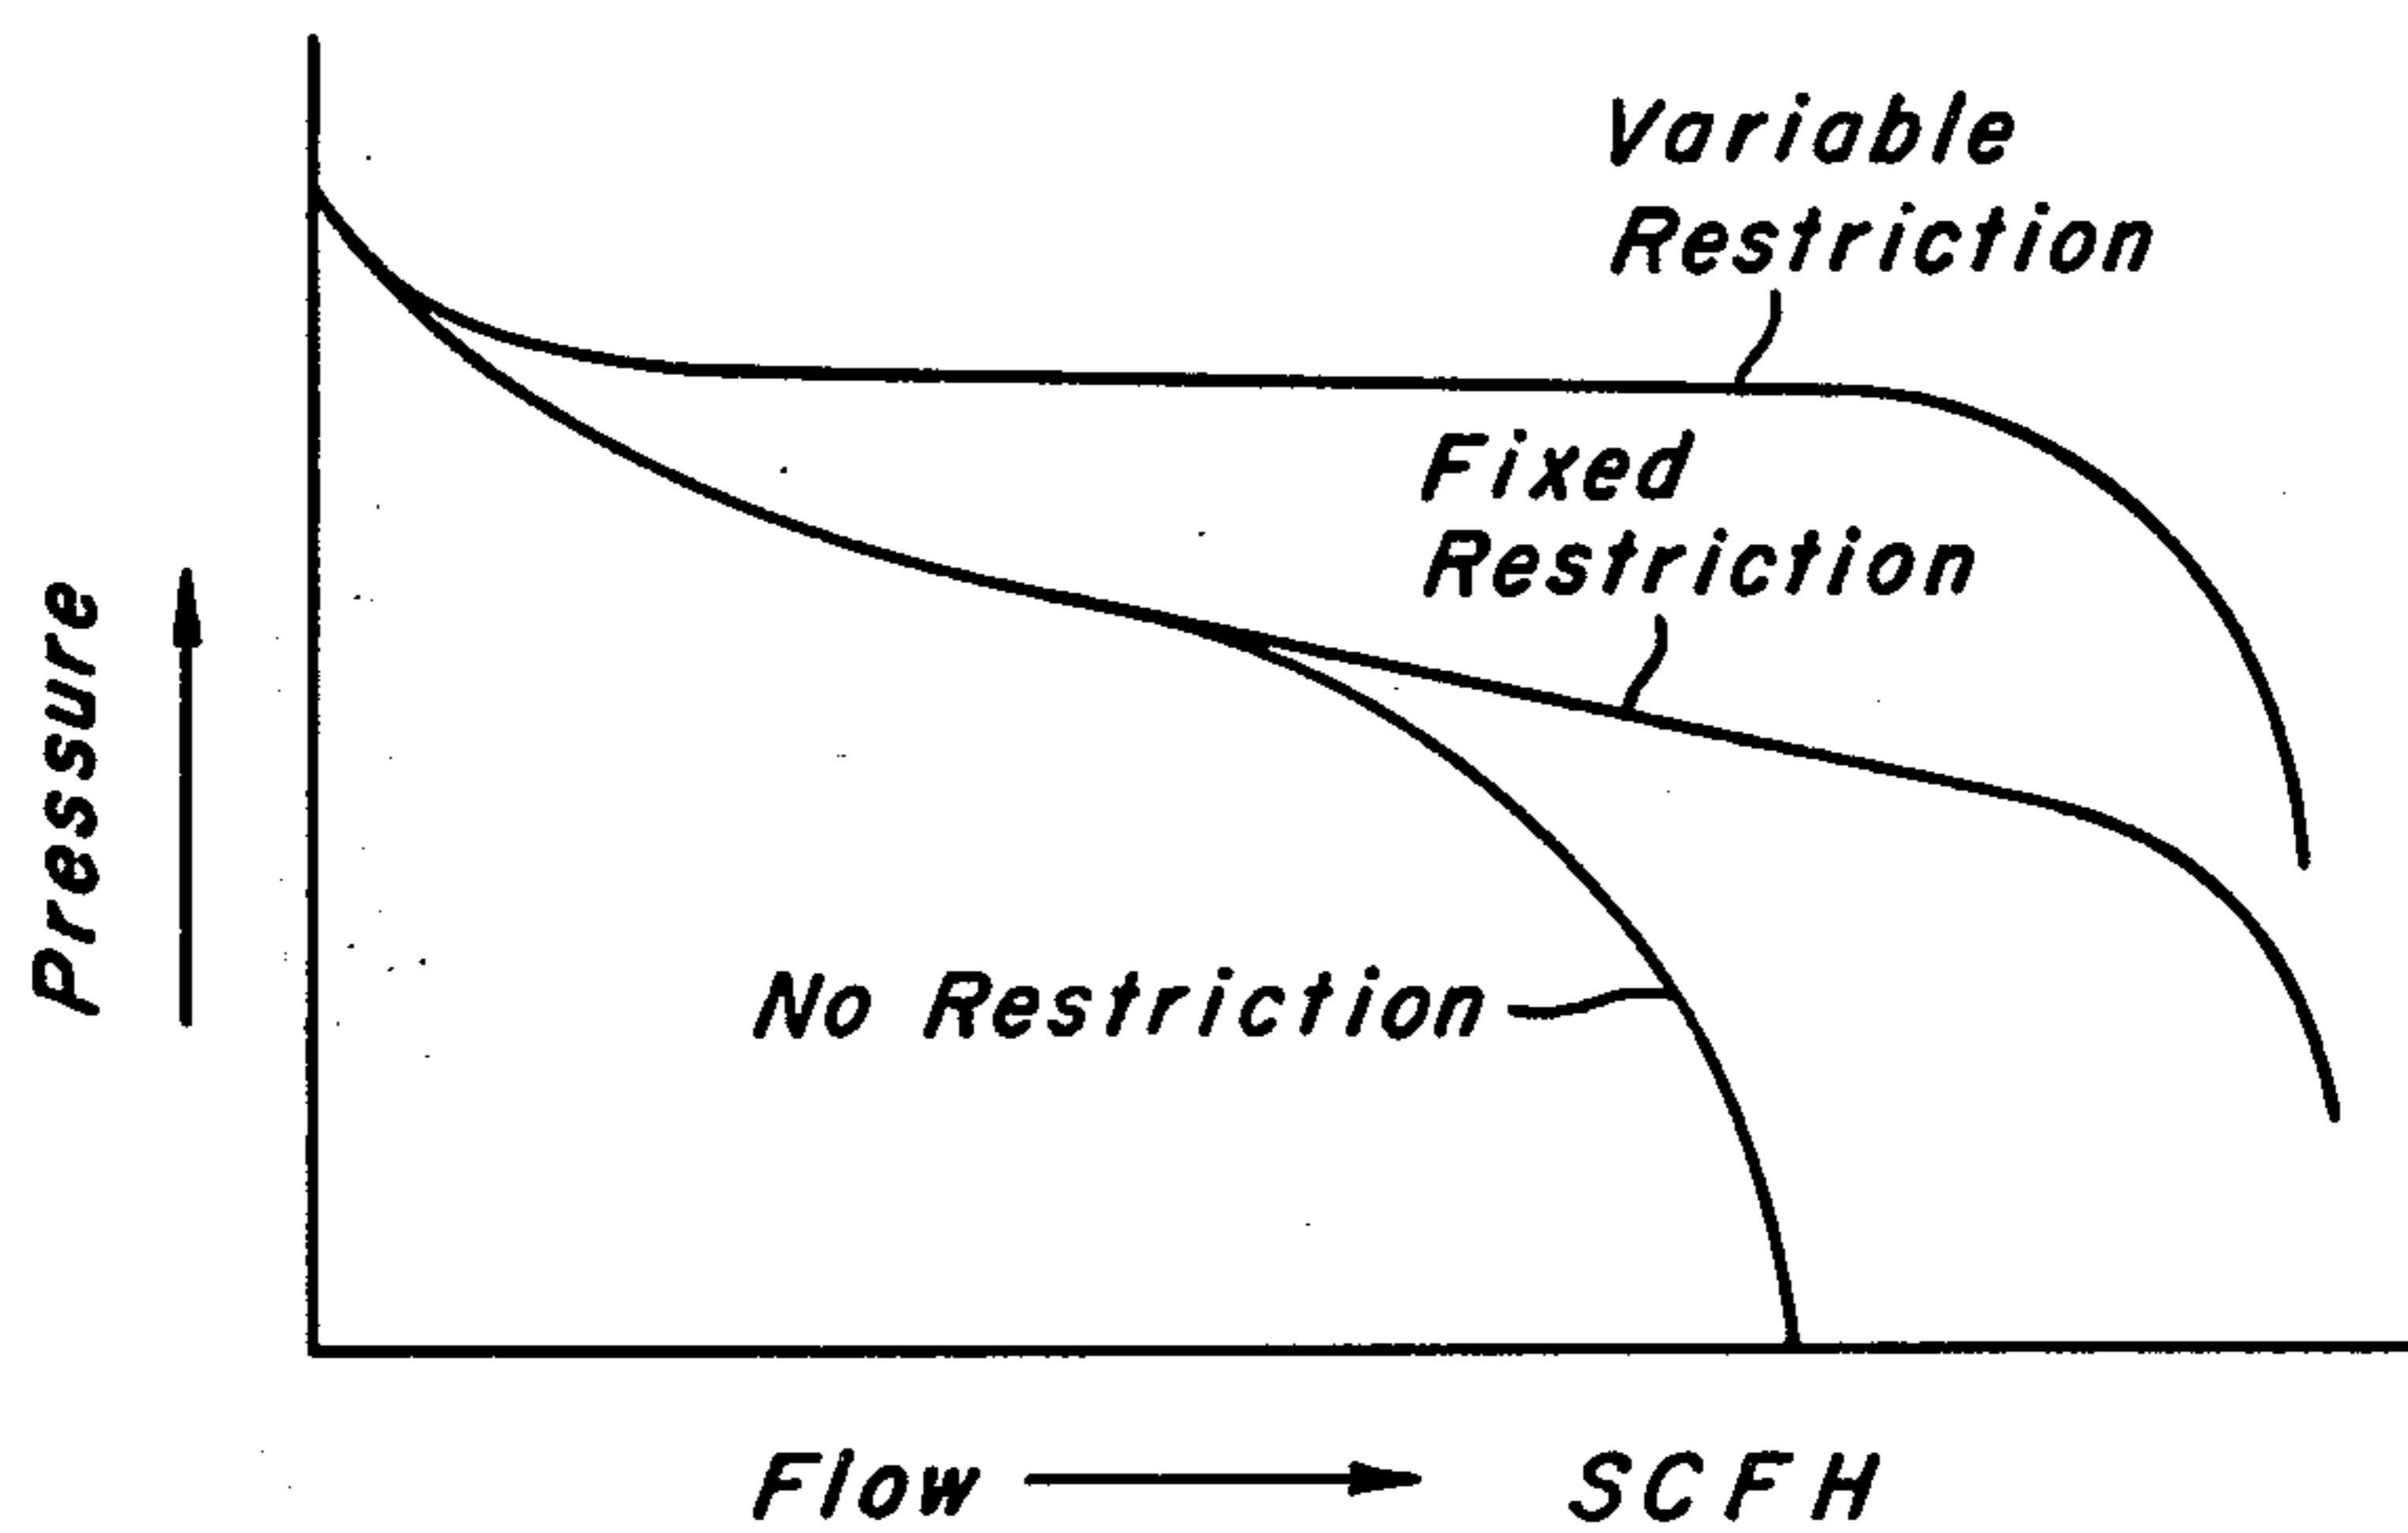 Variable
Restriction
Fixed
Restriction
Pressure
No Restriction
Flow SCFH